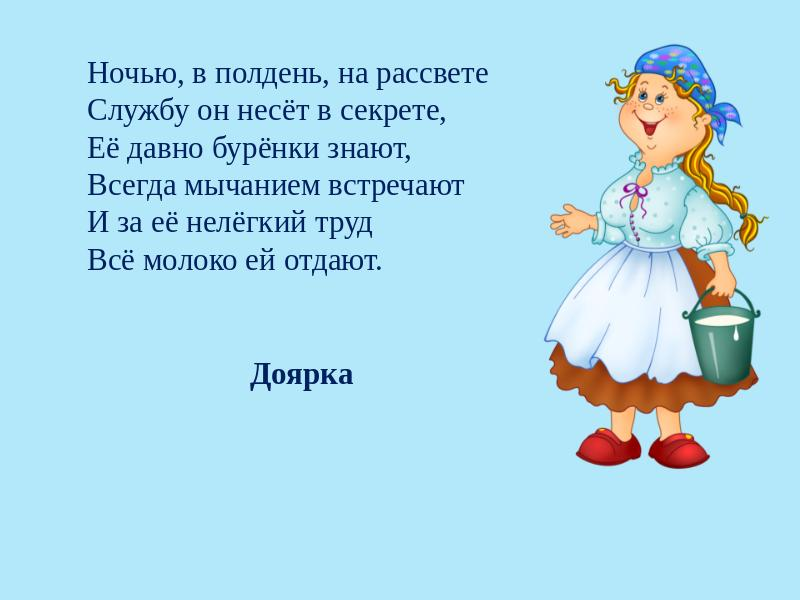 Ночью, в полдень, на рассвете
Службу он несёт в секрете,
Её давно бурёнки знают,
Всегда мычанием встречают
И за её нелёгкий труд
Всё молоко ей отдают.
Доярка